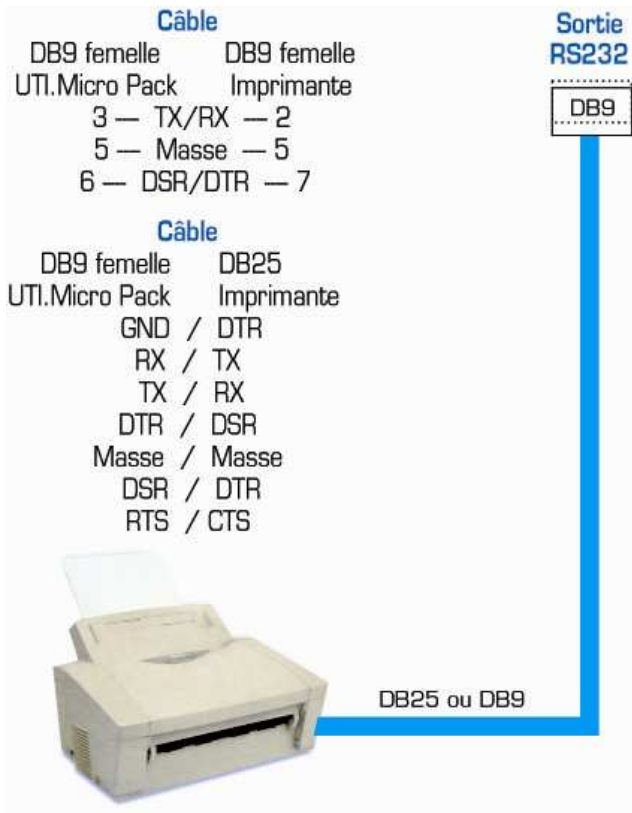 Câble
DB9 femelle DB9 femelle
UTI.Micro Pack Imprimante
3 — TX/RX — 2
5 — Masse — 5
6 — DSR/DTR — 7
Câble
DB9 femelle DB25
UTI.Micro Pack Imprimante
GND / DTR
RX / TX
TX / RX
DTR / DSR
Masse / Masse
DSR / DTR
RTS / CTS
Sortie
RS232
DB9
DB25 ou DB9